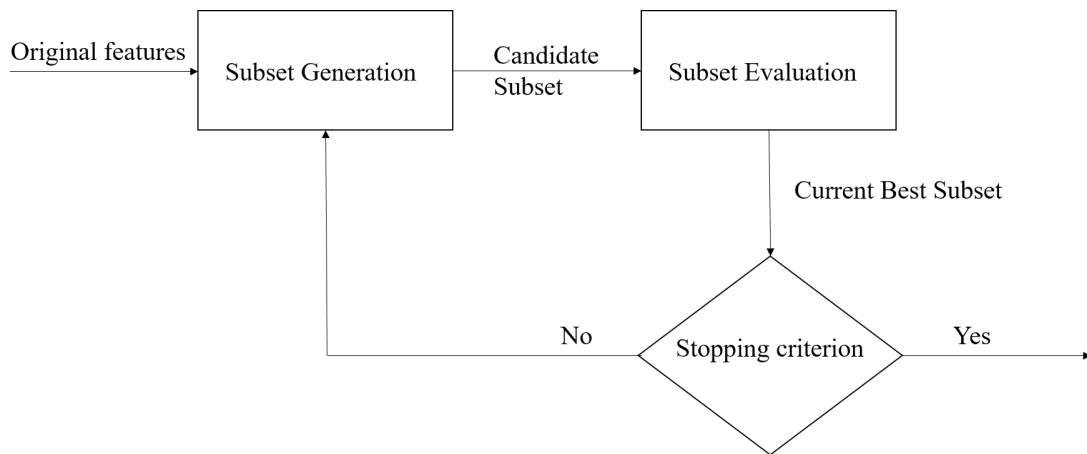 Original features
Subset Generation
Candidate
Subset
Subset Evaluation
Current Best Subset
No
Stopping criterion
Yes